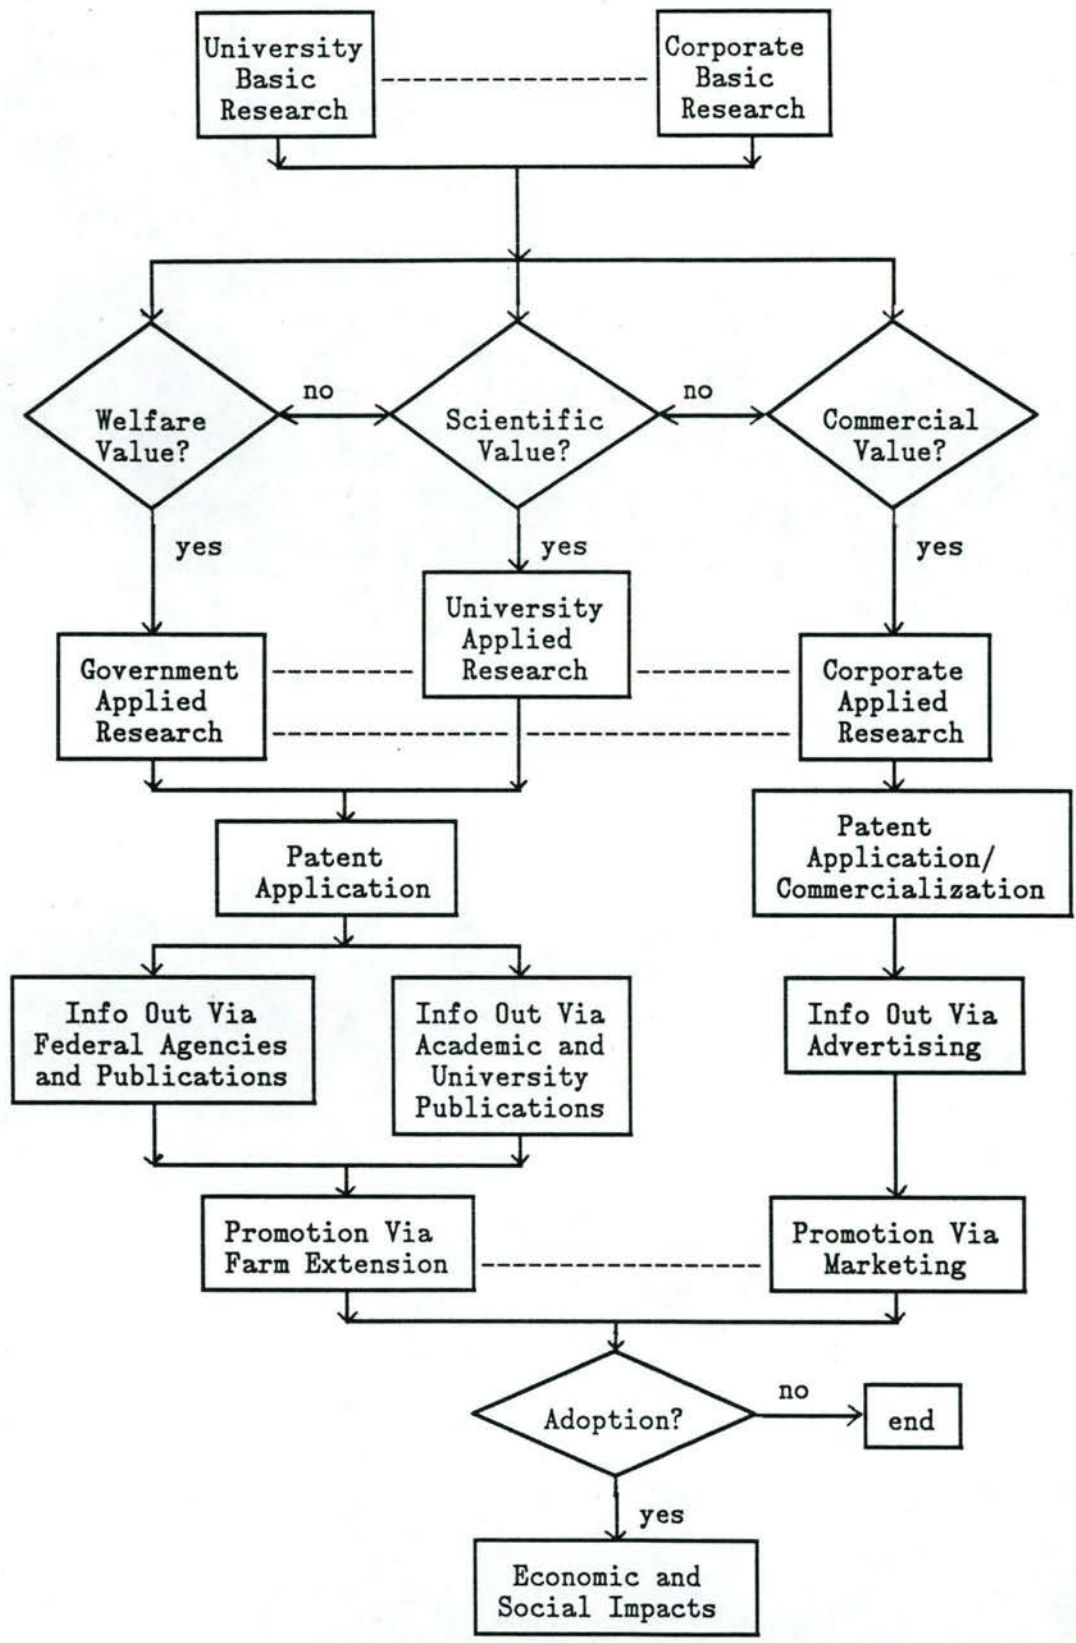 University
Basic
Research
Corporate
Basic
Research
no
no
Welfare
Value?
Scientific
Value?
Commercial
Value?
yes
yes
yes
University
Applied
Research
Government
Applied
Research
Corporate
Applied
Research
Patent
Application
Patent
Application/
Commercialization
Info Out Via
Federal Agencies
and Publications
Info Out Via
Academic and
University
Publications
Info Out Via
Advertising
Promotion Via
Farm Extension
Promotion Via
Marketing
Adoption?
no
end
yes
Economic and
Social Impacts